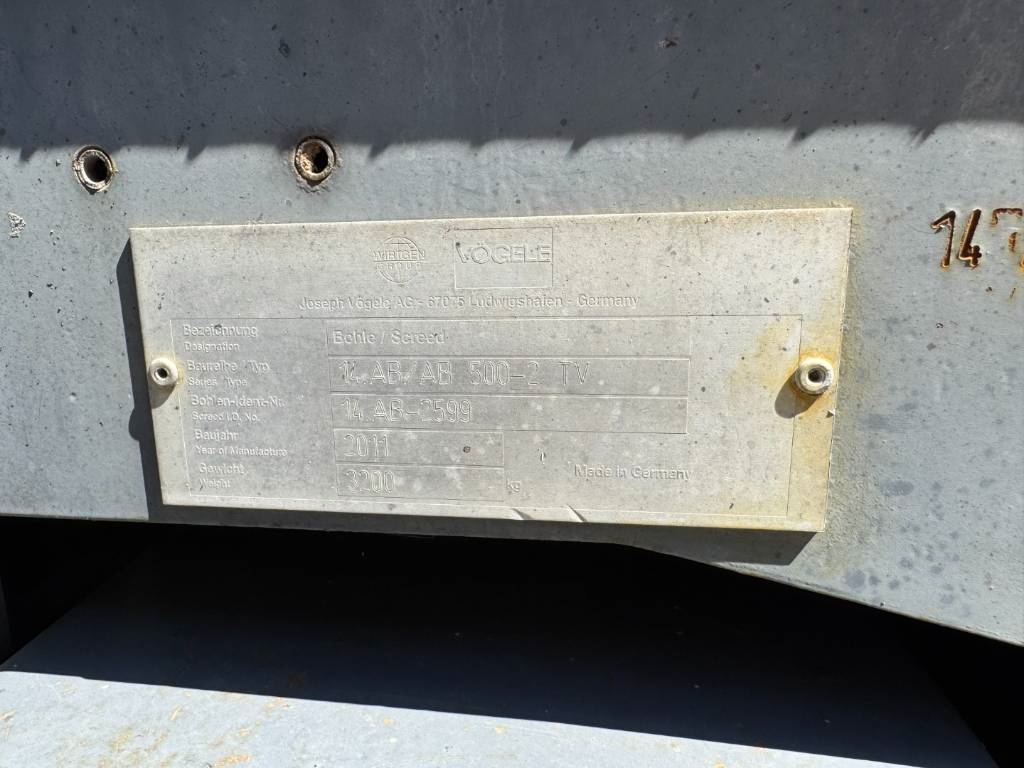 WIRTGEN
GROUP
VÖGELE
Joseph Vögele AG - 67075 Ludwigshafen - Germany
Bezeichnung
Designation
Bohle / Screed
Baureihe / Typ
Series / Type
14.AB/AB 500-2 TV
Bohlen-Ident-Nr.
Screed I.D. No.
14.AB-2599
Baujahr
Year of Manufacture
2011
Gewicht
Weight
3200 kg
Made in Germany
14